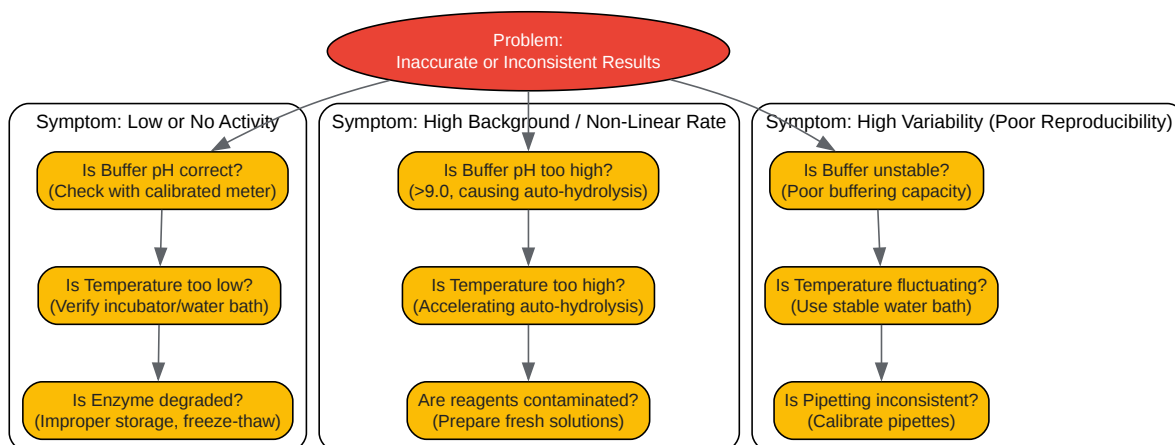 Problem:
Inaccurate or Inconsistent Results
Symptom: Low or No Activity
Is Buffer pH correct?
(Check with calibrated meter)
Is Temperature too low?
(Verify incubator/water bath)
Is Enzyme degraded?
(Improper storage, freeze-thaw)
Symptom: High Background / Non-Linear Rate
Is Buffer pH too high?
(>9.0, causing auto-hydrolysis)
Is Temperature too high?
(Accelerating auto-hydrolysis)
Are reagents contaminated?
(Prepare fresh solutions)
Symptom: High Variability (Poor Reproducibility)
Is Buffer unstable?
(Poor buffering capacity)
Is Temperature fluctuating?
(Use stable water bath)
Is Pipetting inconsistent?
(Calibrate pipettes)